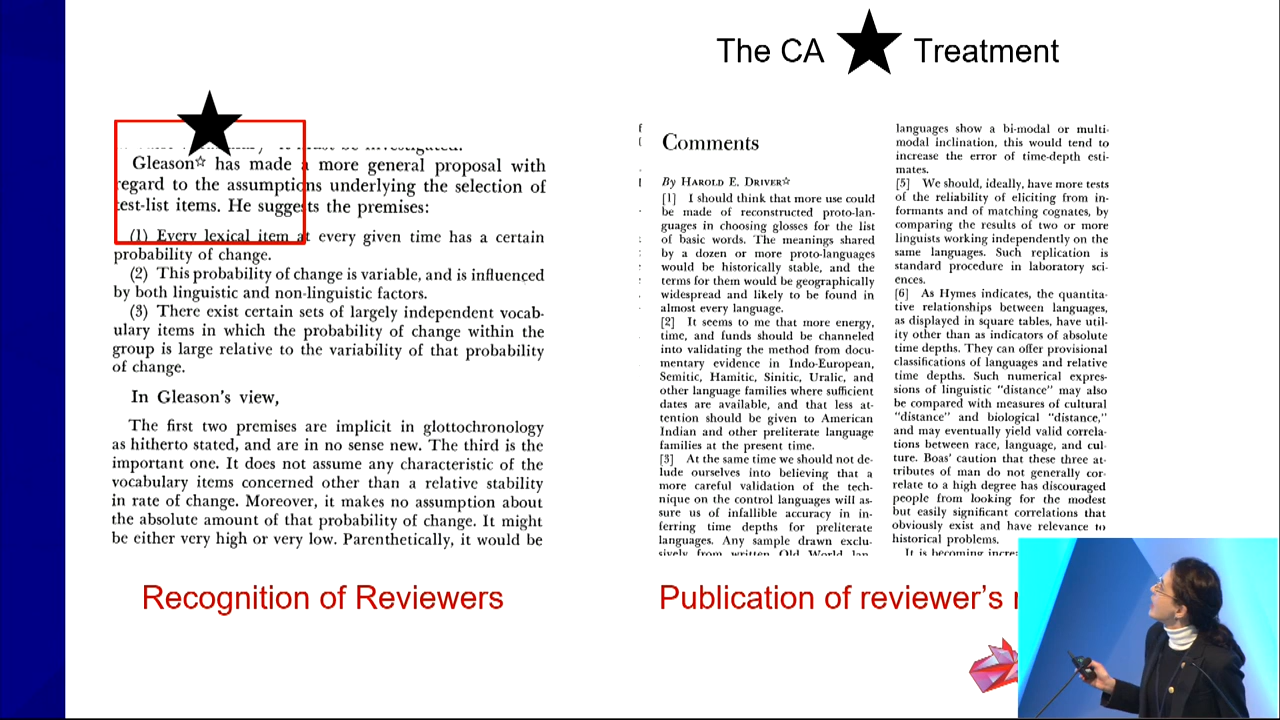 The CA ★ Treatment
Gleason☆ has made a more general proposal with
regard to the assumptions underlying the selection of
test-list items. He suggests the premises:
(1) Every lexical item at every given time has a certain
probability of change.
(2) This probability of change is variable, and is influenced
by both linguistic and non-linguistic factors.
(3) There exist certain sets of largely independent vocab-
ulary items in which the probability of change within the
group is large relative to the variability of that probability
of change.
In Gleason's view,
The first two premises are implicit in glottochronology
as hitherto stated, and are in no sense new. The third is the
important one. It does not assume any characteristic of the
vocabulary items concerned other than a relative stability
in rate of change. Moreover, it makes no assumption about
the absolute amount of that probability of change. It might
be either very high or very low. Parenthetically, it would be
Recognition of Reviewers
Comments
By HAROLD E. DRIVER☆
[1] I should think that more use could
be made of reconstructed proto-lan-
guages in choosing glosses for the list
of basic words. The meanings shared
by a dozen or more proto-languages
would be historically stable, and the
terms for them would be geographically
widespread and likely to be found in
almost every language.
[2] It seems to me that more energy,
time, and funds should be channeled
into validating the method from docu-
mentary evidence in Indo-European,
Semitic, Hamitic, Sinitic, Uralic, and
other language families where sufficient
dates are available, and that less at-
tention should be given to American
Indian and other preliterate language
families at the present time.
[3] At the same time we should not de-
lude ourselves into believing that a
more careful validation of the tech-
nique on the control languages will as-
sure us of infallible accuracy in in-
ferring time depths for preliterate
languages. Any sample drawn exclu-
sively from written Old World lan-
languages show a bi-modal or multi-
modal inclination, this would tend to
increase the error of time-depth esti-
mates.
[5] We should, ideally, have more tests
of the reliability of eliciting from in-
formants and of matching cognates, by
comparing the results of two or more
linguists working independently on the
same languages. Such replication is
standard procedure in laboratory sci-
ences.
[6] As Hymes indicates, the quantita-
tive relationships between languages,
as displayed in square tables, have util-
ity other than as indicators of absolute
time depths. They can offer provisional
classifications of languages and relative
time depths. Such numerical expres-
sions of linguistic "distance" may also
be compared with measures of cultural
"distance" and biological "distance,"
and may eventually yield valid correla-
tions between race, language, and cul-
ture. Boas' caution that these three at-
tributes of man do not generally cor-
relate to a high degree has discouraged
people from looking for the modest
but easily significant correlations that
obviously exist and have relevance to
historical problems.
It is becoming
Publication of reviewer's